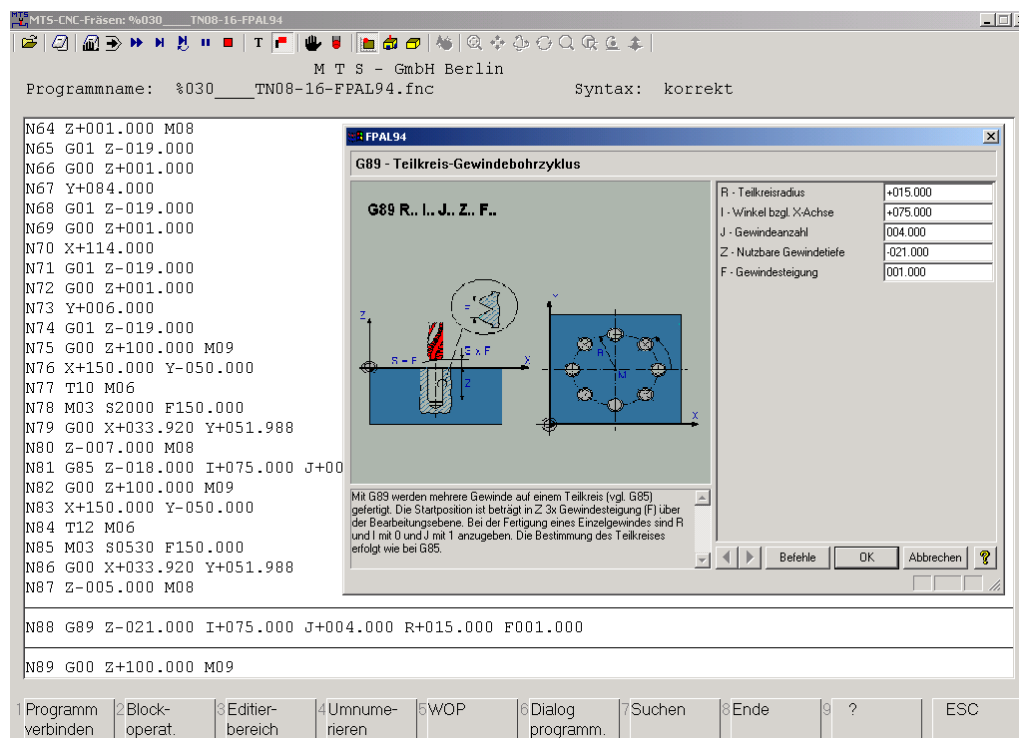 MTS-CNC-Fräsen: %030____TN08-16-FPAL94
T
M T S - GmbH Berlin
Programmname: %030____TN08-16-FPAL94.fnc Syntax: korrekt
N64 Z+001.000 M08
N65 G01 Z-019.000
N66 G00 Z+001.000
N67 Y+084.000
N68 G01 Z-019.000
N69 G00 Z+001.000
N70 X+114.000
N71 G01 Z-019.000
N72 G00 Z+001.000
N73 Y+006.000
N74 G01 Z-019.000
N75 G00 Z+100.000 M09
N76 X+150.000 Y-050.000
N77 T10 M06
N78 M03 S2000 F150.000
N79 G00 X+033.920 Y+051.988
N80 Z-007.000 M08
N81 G85 Z-018.000 I+075.000 J+00
N82 G00 Z+100.000 M09
N83 X+150.000 Y-050.000
N84 T12 M06
N85 M03 S0530 F150.000
N86 G00 X+033.920 Y+051.988
N87 Z-005.000 M08
N88 G89 Z-021.000 I+075.000 J+004.000 R+015.000 F001.000
N89 G00 Z+100.000 M09
FPAL94
G89 - Teilkreis-Gewindebohrzyklus
G89 R.. I.. J.. Z.. F..
F
Z
S = F
3 x F
X
Z
Y
R
I
M
X
R - Teilkreisradius +015.000
I - Winkel bzgl. X-Achse +075.000
J - Gewindeanzahl 004.000
Z - Nutzbare Gewindetiefe -021.000
F - Gewindesteigung 001.000
Mit G89 werden mehrere Gewinde auf einem Teilkreis (vgl. G85)
gefertigt. Die Startposition ist beträgt in Z 3x Gewindesteigung (F) über
der Bearbeitungsebene. Bei der Fertigung eines Einzelgewindes sind R
und I mit 0 und J mit 1 anzugeben. Die Bestimmung des Teilkreises
erfolgt wie bei G85.
Befehle OK Abbrechen ?
1 Programm verbinden
2 Block-operat.
3 Editier-bereich
4 Umnume-rieren
5 WOP
6 Dialog programm.
7 Suchen
8 Ende
9 ?
ESC